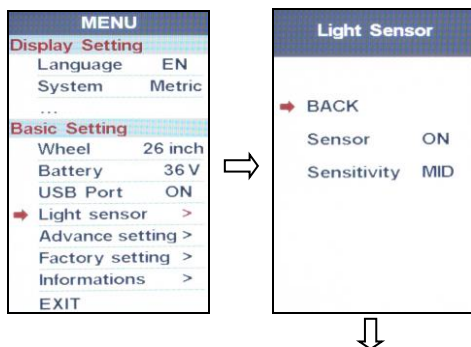 MENU
Display Setting
Language EN
System Metric
...
Basic Setting
Wheel 26 inch
Battery 36 V
USB Port ON
Light sensor >
Advance setting >
Factory setting >
Informations >
EXIT
Light Sensor
BACK
Sensor ON
Sensitivity MID